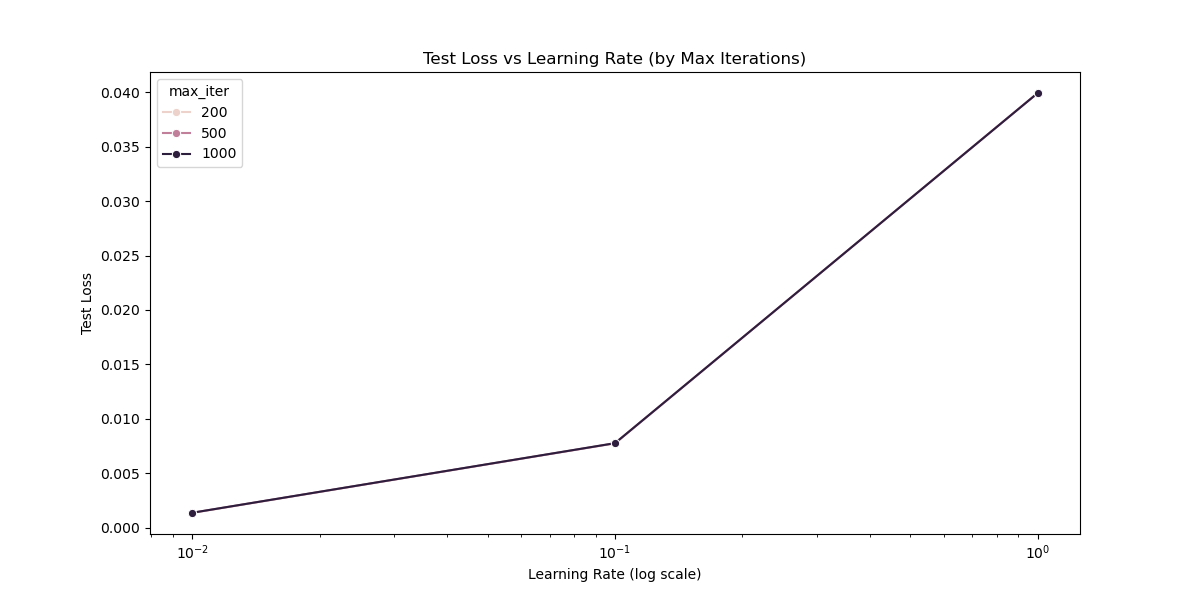 Test Loss vs Learning Rate (by Max Iterations)
max_iter
200
500
1000
0.040
0.035
0.030
0.025
0.020
0.015
0.010
0.005
0.000
Test Loss
10⁻² 10⁻¹ 10⁰
Learning Rate (log scale)